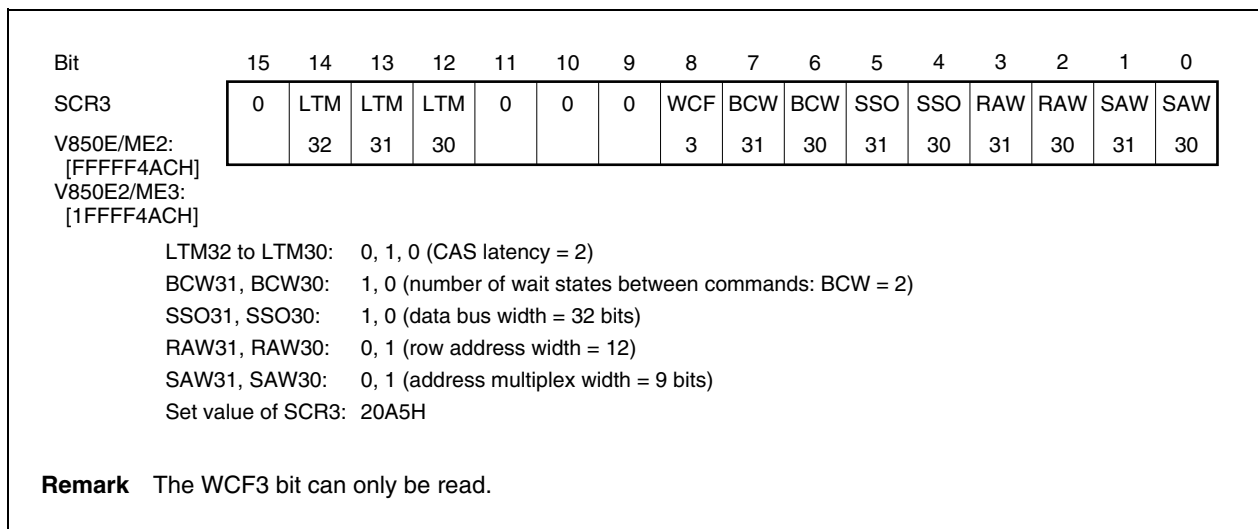 Bit 15 14 13 12 11 10 9 8 7 6 5 4 3 2 1 0
SCR3 0 LTM LTM LTM 0 0 0 WCF BCW BCW SSO SSO RAW RAW SAW SAW
V850E/ME2: 32 31 30 3 31 30 31 30 31 30 31 30
[FFFFF4ACH]
V850E2/ME3:
[1FFFF4ACH]
LTM32 to LTM30: 0, 1, 0 (CAS latency = 2)
BCW31, BCW30: 1, 0 (number of wait states between commands: BCW = 2)
SSO31, SSO30: 1, 0 (data bus width = 32 bits)
RAW31, RAW30: 0, 1 (row address width = 12)
SAW31, SAW30: 0, 1 (address multiplex width = 9 bits)
Set value of SCR3: 20A5H
Remark The WCF3 bit can only be read.